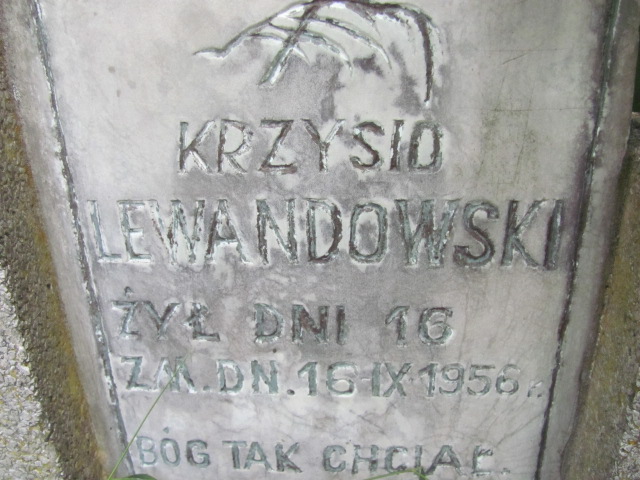 KRZYSIO
LEWANDOWSKI
ŻYŁ DNI 16
ZM. DN. 16-IX-1956 r.
BÓG TAK CHCIAŁ.